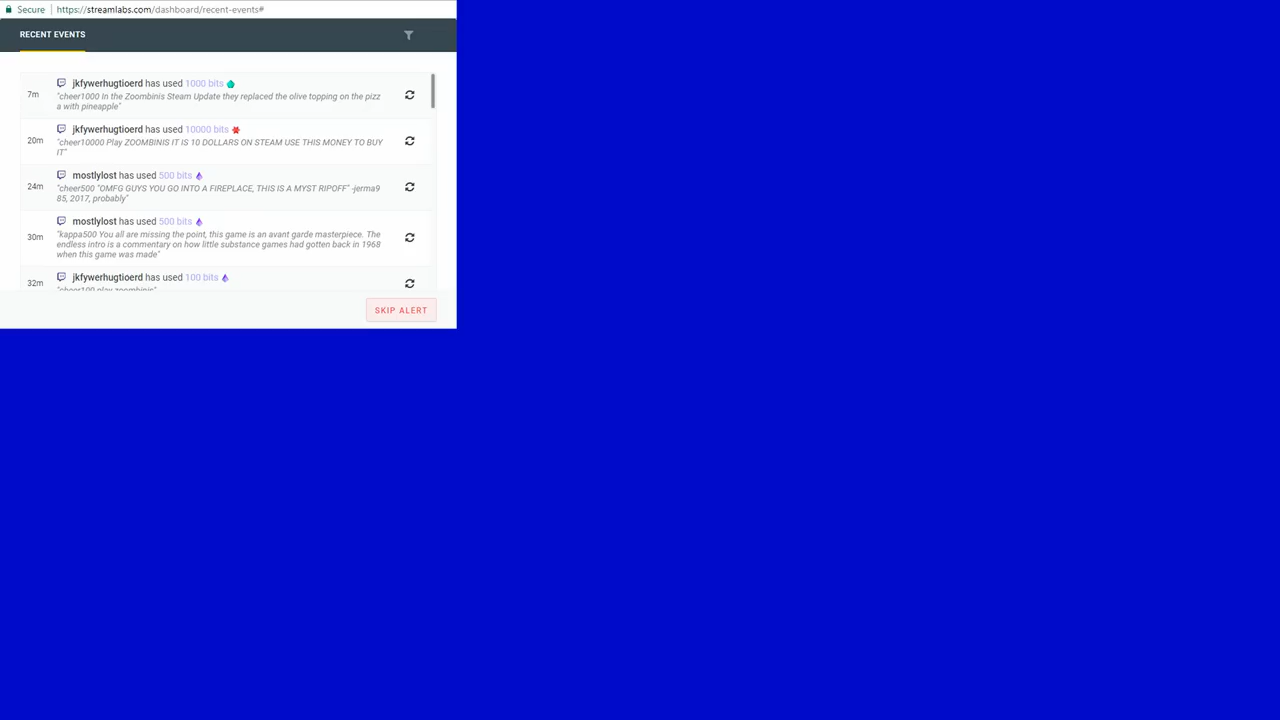 Secure | https://streamlabs.com/dashboard/recent-events#
RECENT EVENTS
jkfywerhugtioerd has used 1000 bits
7m
"cheer1000 In the Zoombinis Steam Update they replaced the olive topping on the pizz
a with pineapple"
jkfywerhugtioerd has used 10000 bits
20m
"cheer10000 Play ZOOMBINIS IT IS 10 DOLLARS ON STEAM USE THIS MONEY TO BUY
IT"
mostlylost has used 500 bits
24m
"cheer500 "OMFG GUYS YOU GO INTO A FIREPLACE, THIS IS A MYST RIPOFF" -jerma9
85, 2017, probably"
mostlylost has used 500 bits
30m
"kappa500 You all are missing the point, this game is an avant garde masterpiece. The
endless intro is a commentary on how little substance games had gotten back in 1968
when this game was made"
jkfywerhugtioerd has used 100 bits
32m
"cheer100 play zoombinis"
SKIP ALERT